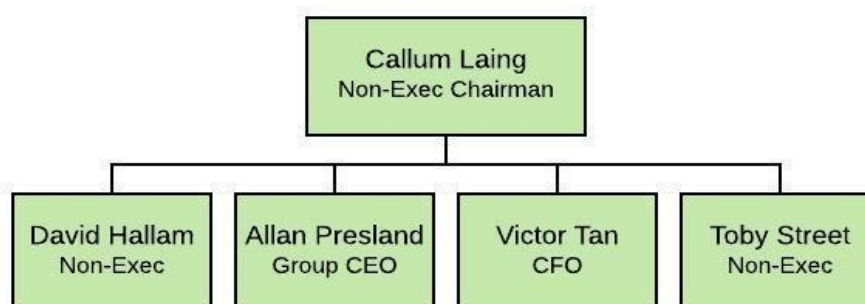 Callum Laing
Non-Exec Chairman
David Hallam
Non-Exec
Allan Presland
Group CEO
Victor Tan
CFO
Toby Street
Non-Exec